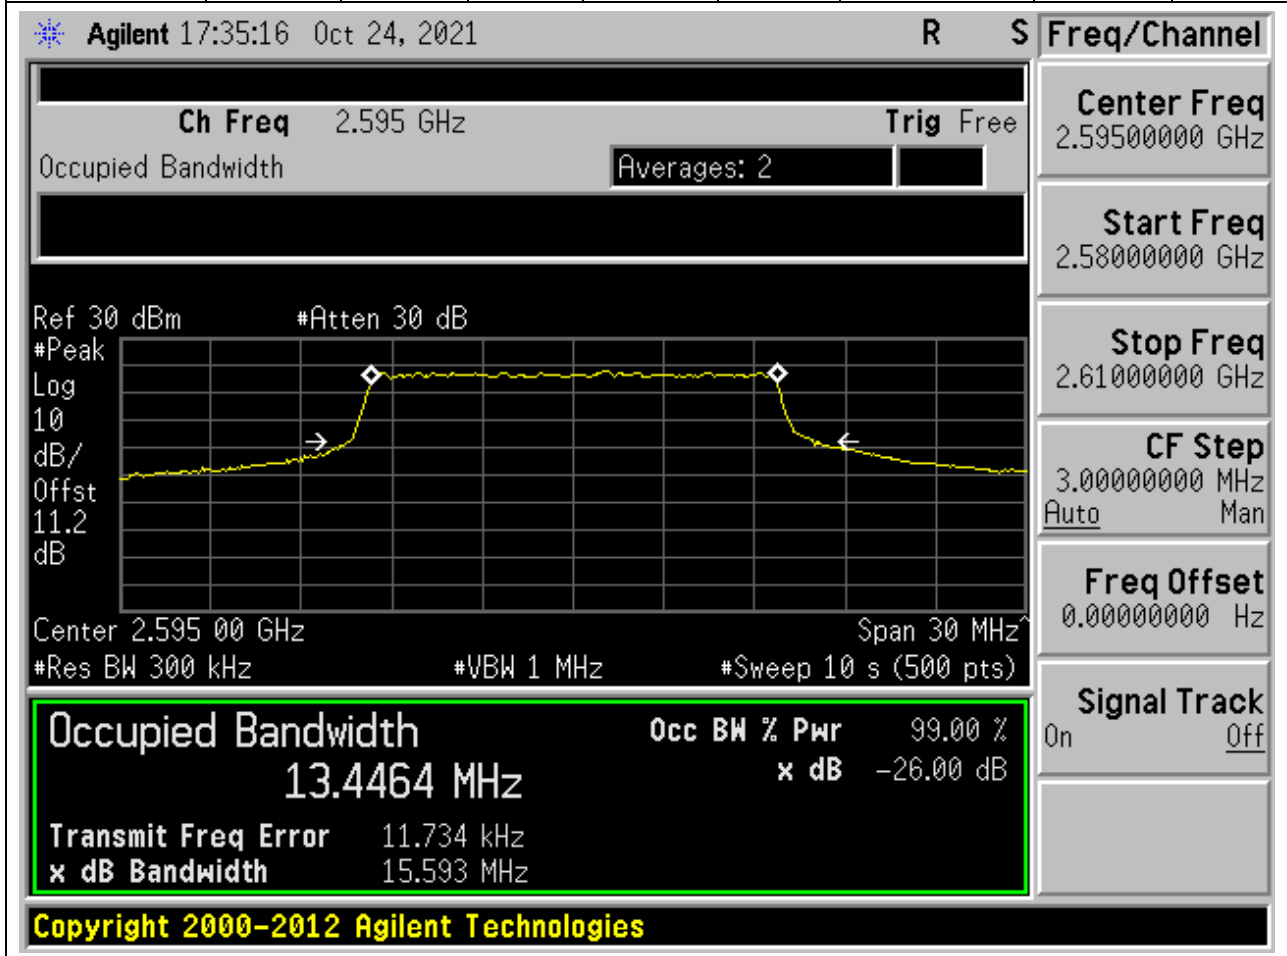 Agilent 17:35:16 Oct 24, 2021 R S
Freq/Channel
Ch Freq 2.595 GHz Trig Free
Occupied Bandwidth Averages: 2
Ref 30 dBm #Atten 30 dB
#Peak
Log
10
dB/
Offst
11.2
dB
Center 2.595 00 GHz Span 30 MHz^
#Res BW 300 kHz #VBW 1 MHz #Sweep 10 s (500 pts)
Occupied Bandwidth Occ BW % Pwr 99.00 %
13.4464 MHz x dB -26.00 dB
Transmit Freq Error 11.734 kHz
x dB Bandwidth 15.593 MHz
Center Freq
2.59500000 GHz
Start Freq
2.58000000 GHz
Stop Freq
2.61000000 GHz
CF Step
3.00000000 MHz
Auto Man
Freq Offset
0.00000000 Hz
Signal Track
On Off
Copyright 2000-2012 Agilent Technologies